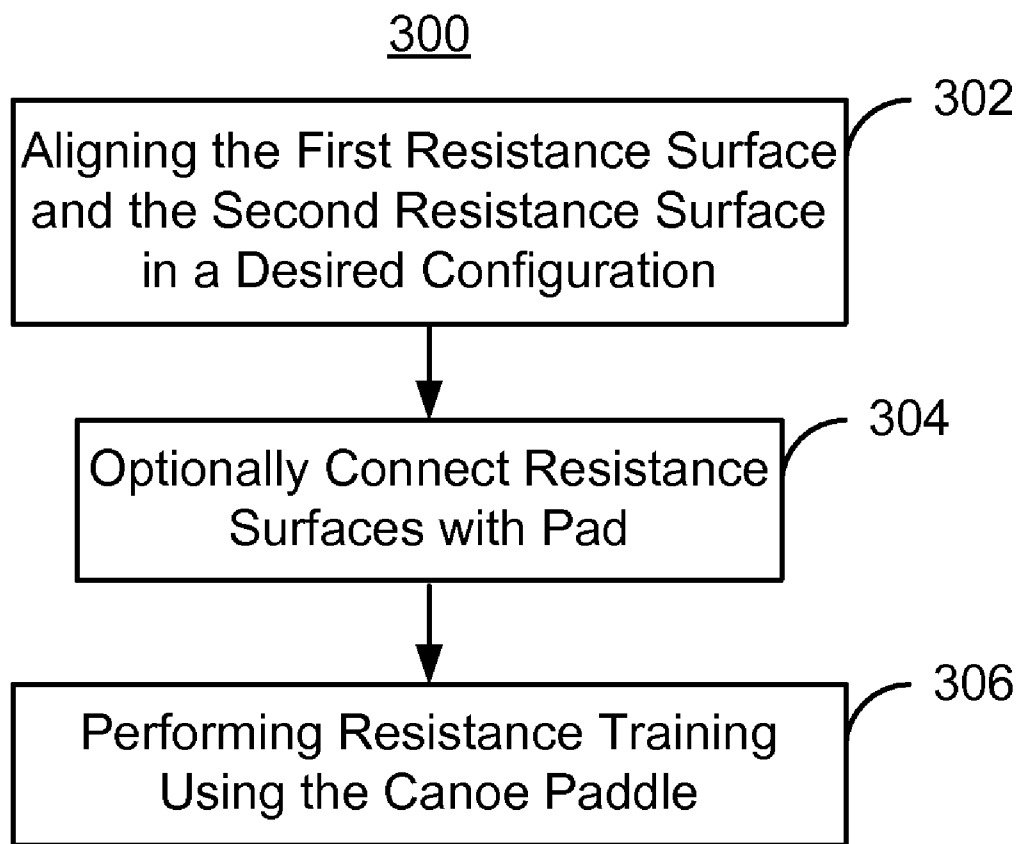 300
302
Aligning the First Resistance Surface
and the Second Resistance Surface
in a Desired Configuration
304
Optionally Connect Resistance
Surfaces with Pad
306
Performing Resistance Training
Using the Canoe Paddle